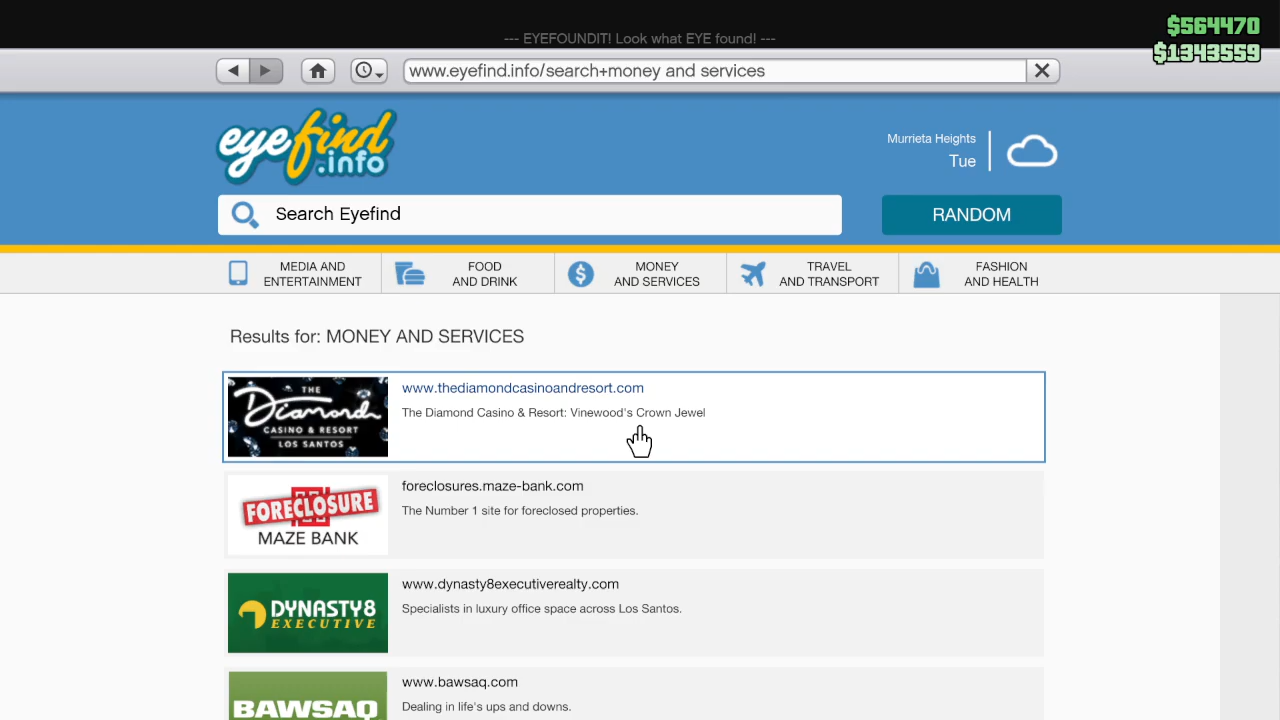 $564470
--- EYEFOUNDIT! Look what EYE found! ---
$1343559
www.eyefind.info/search+money and services
eyefind
.info
Murrieta Heights
Tue
Search Eyefind
RANDOM
MEDIA AND
ENTERTAINMENT
FOOD
AND DRINK
MONEY
AND SERVICES
TRAVEL
AND TRANSPORT
FASHION
AND HEALTH
Results for: MONEY AND SERVICES
THE
Diamond
CASINO & RESORT
LOS SANTOS
www.thediamondcasinoandresort.com
The Diamond Casino & Resort: Vinewood's Crown Jewel
FORECLOSURE
MAZE BANK
foreclosures.maze-bank.com
The Number 1 site for foreclosed properties.
DYNASTY8
EXECUTIVE
www.dynasty8executiverealty.com
Specialists in luxury office space across Los Santos.
BAWSAQ
www.bawsaq.com
Dealing in life's ups and downs.